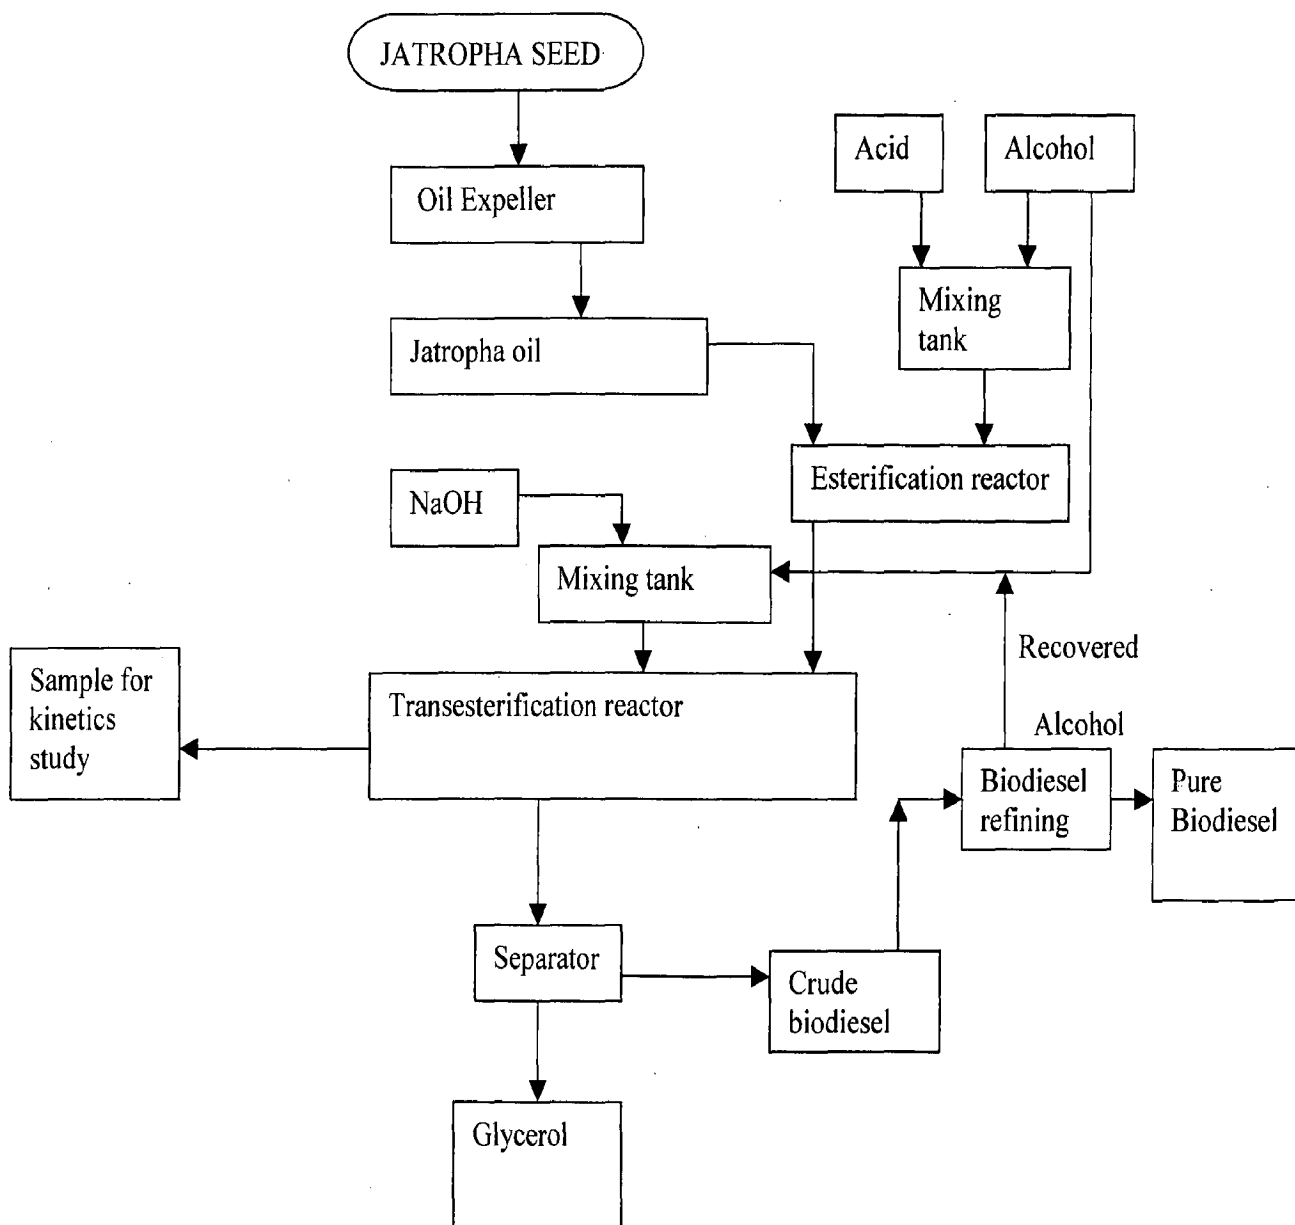 JATROPHA SEED
Acid
Alcohol
Oil Expeller
Mixing
tank
Jatropha oil
Esterification reactor
NaOH
Mixing tank
Recovered
Alcohol
Sample for
kinetics
study
Transesterification reactor
Biodiesel
refining
Pure
Biodiesel
Separator
Crude
biodiesel
Glycerol